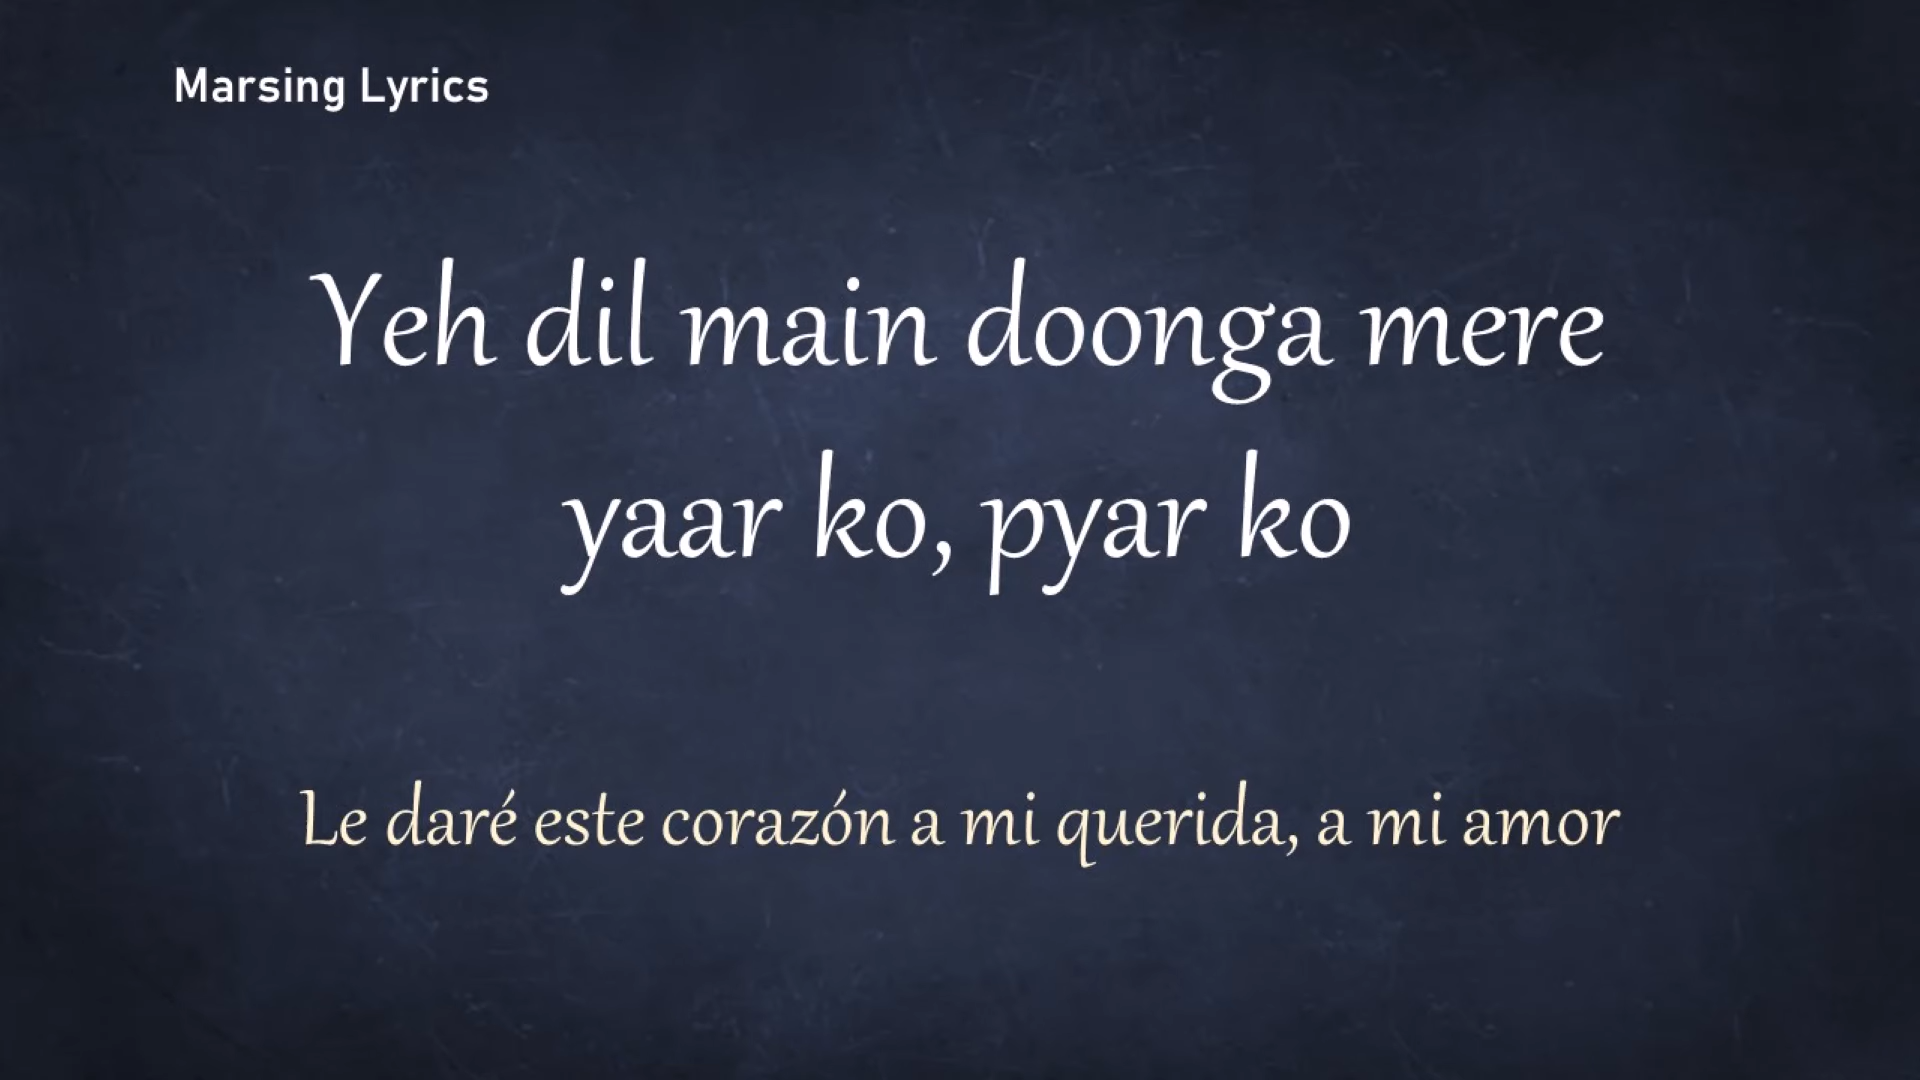 Marsing Lyrics
Yeh dil main doonga mere
yaar ko, pyar ko
Le daré este corazón a mi querida, a mi amor